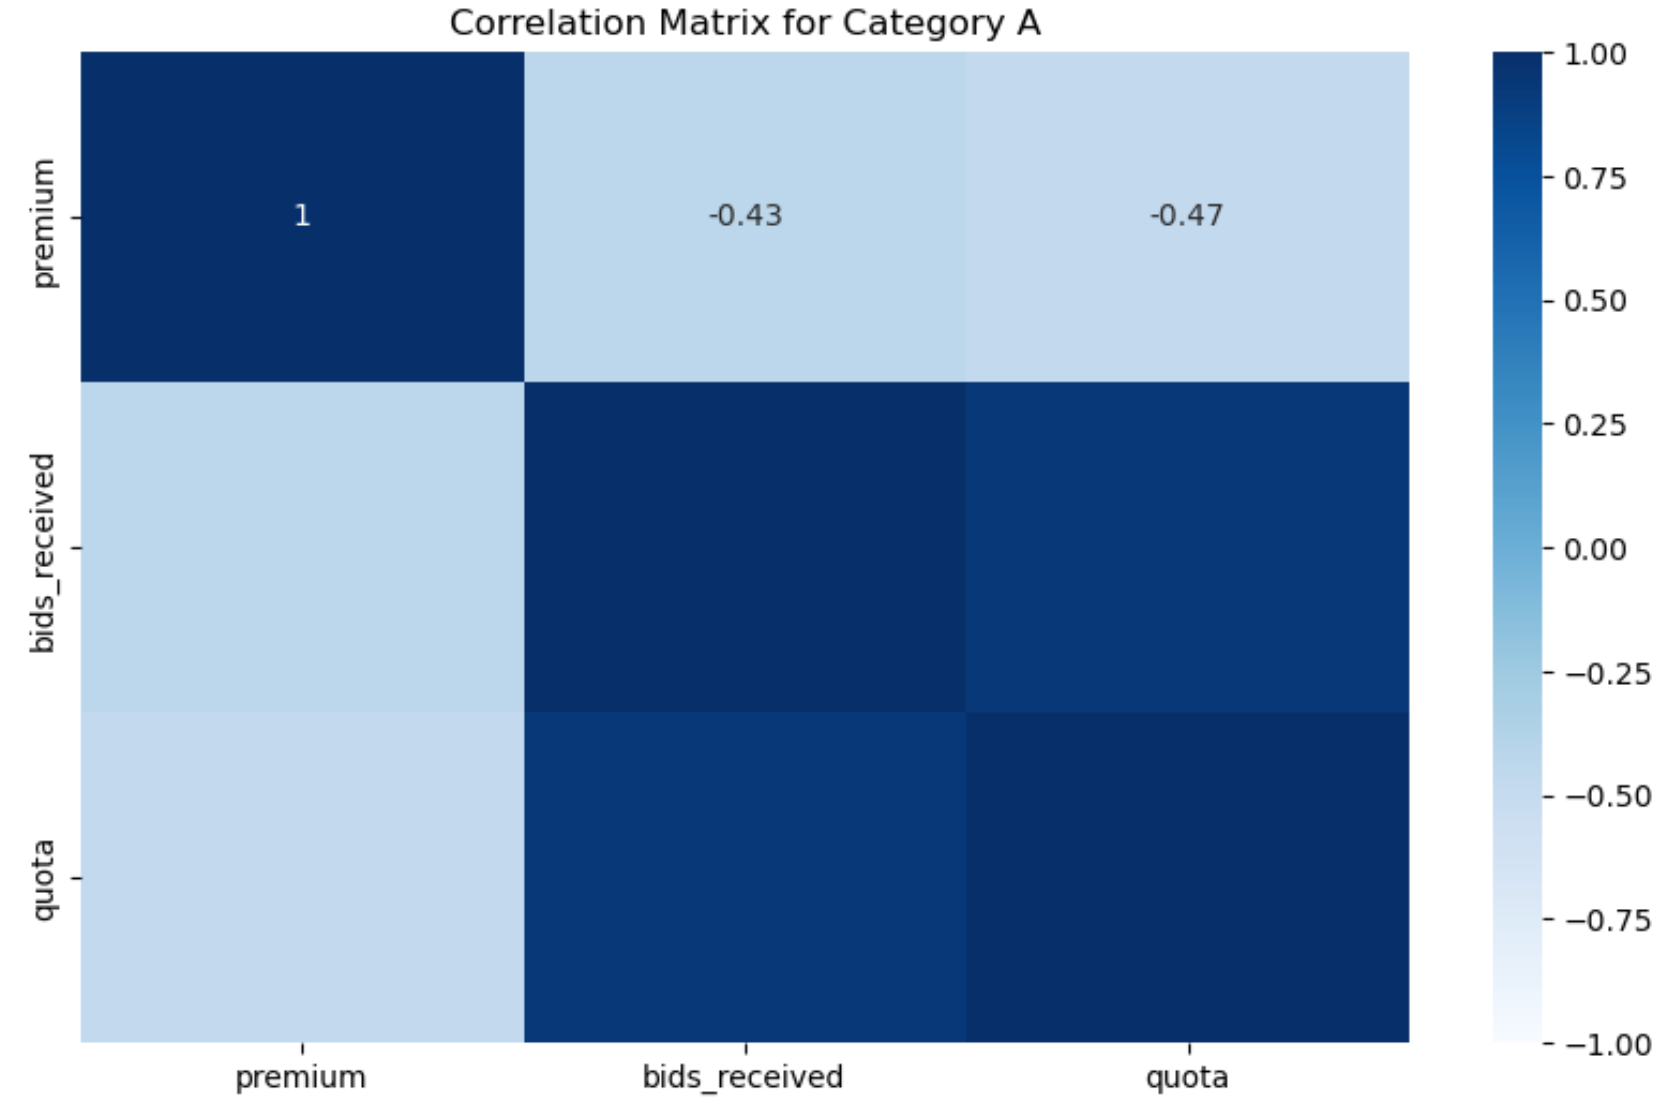 Correlation Matrix for Category A
premium
1
-0.43
-0.47
bids_received
quota
premium
bids_received
quota
1.00
0.75
0.50
0.25
0.00
−0.25
−0.50
−0.75
−1.00